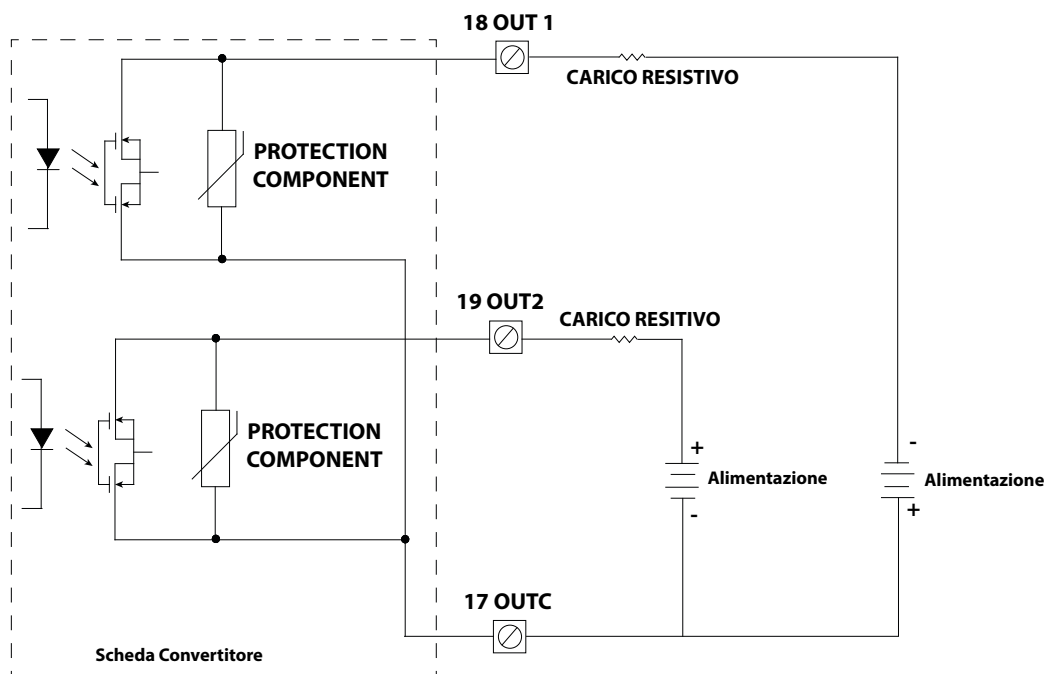 18 OUT 1
CARICO RESISTIVO
PROTECTION
COMPONENT
19 OUT2
CARICO RESITIVO
PROTECTION
COMPONENT
+
Alimentazione
-
-
Alimentazione
+
17 OUTC
Scheda Convertitore